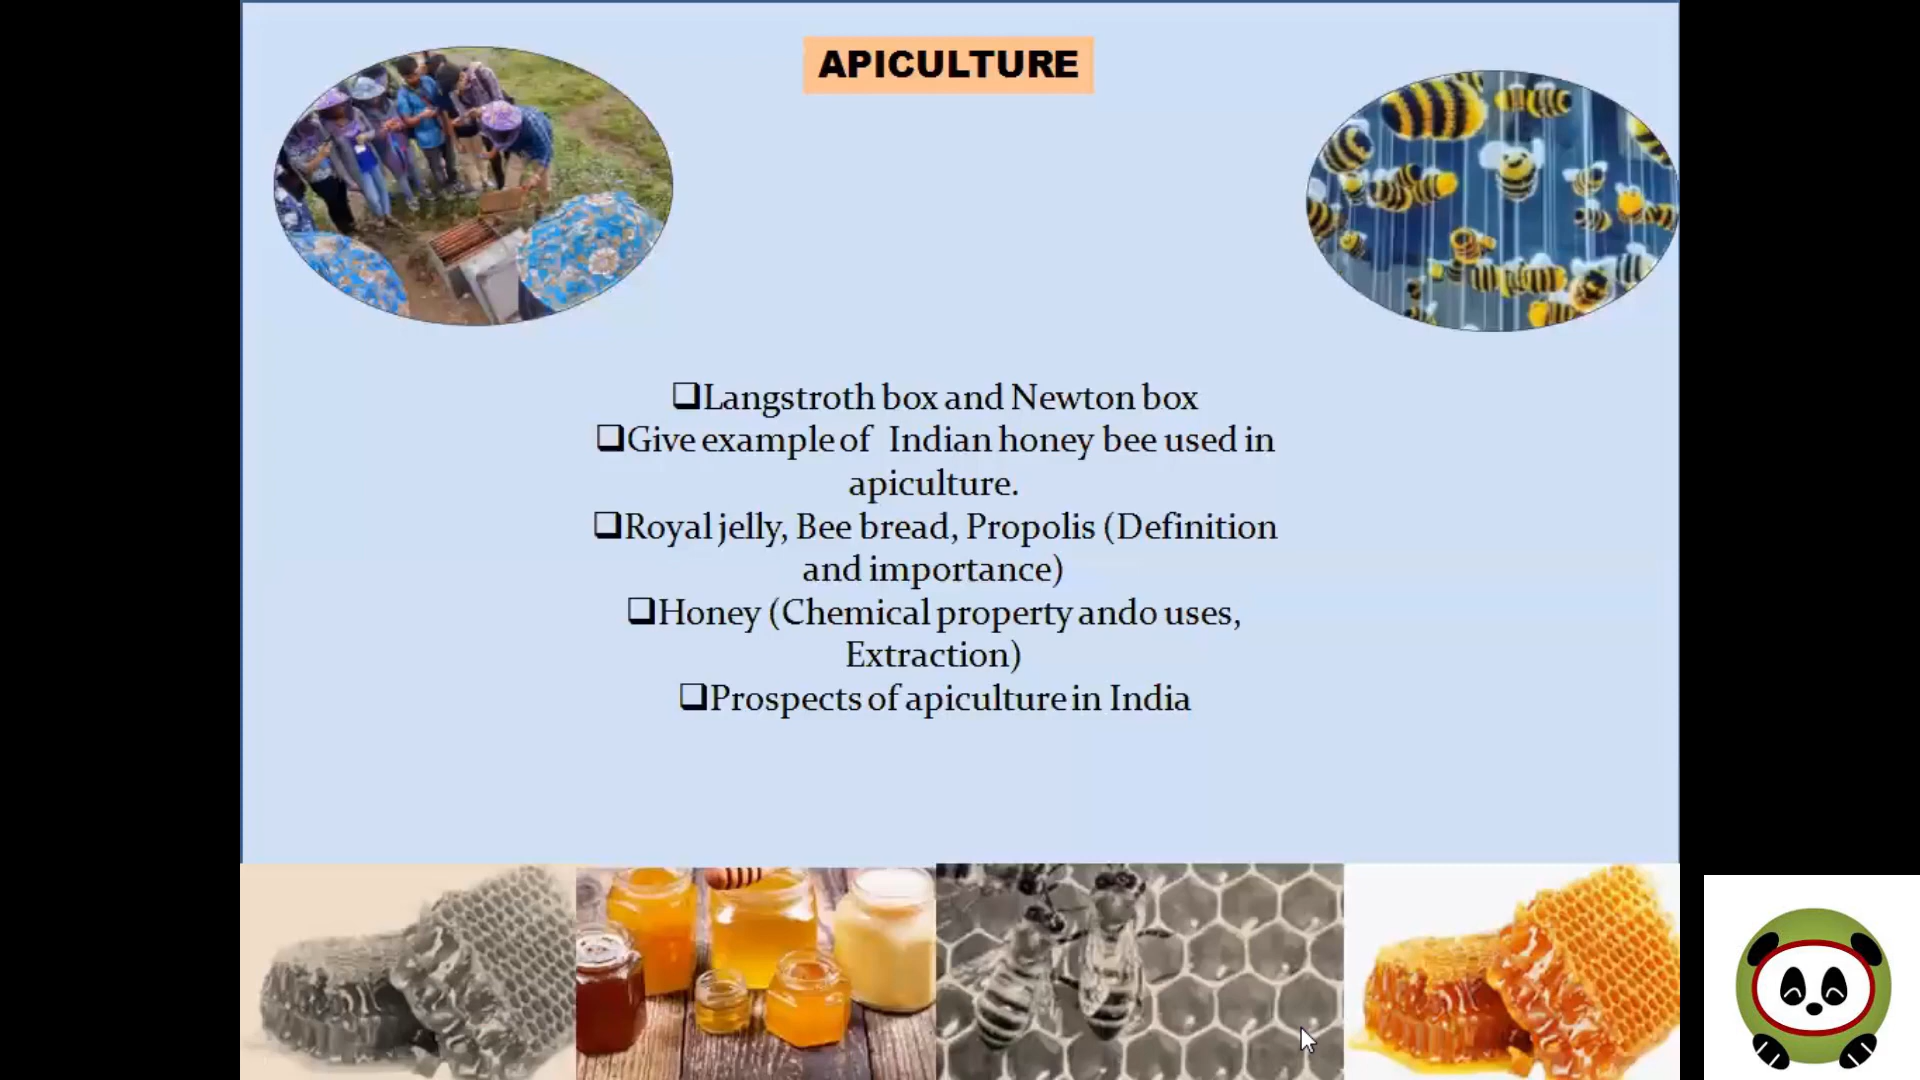 APICULTURE
❑Langstroth box and Newton box
❑Give example of Indian honey bee used in
apiculture.
❑Royal jelly, Bee bread, Propolis (Definition
and importance)
❑Honey (Chemical property ando uses,
Extraction)
❑Prospects of apiculture in India